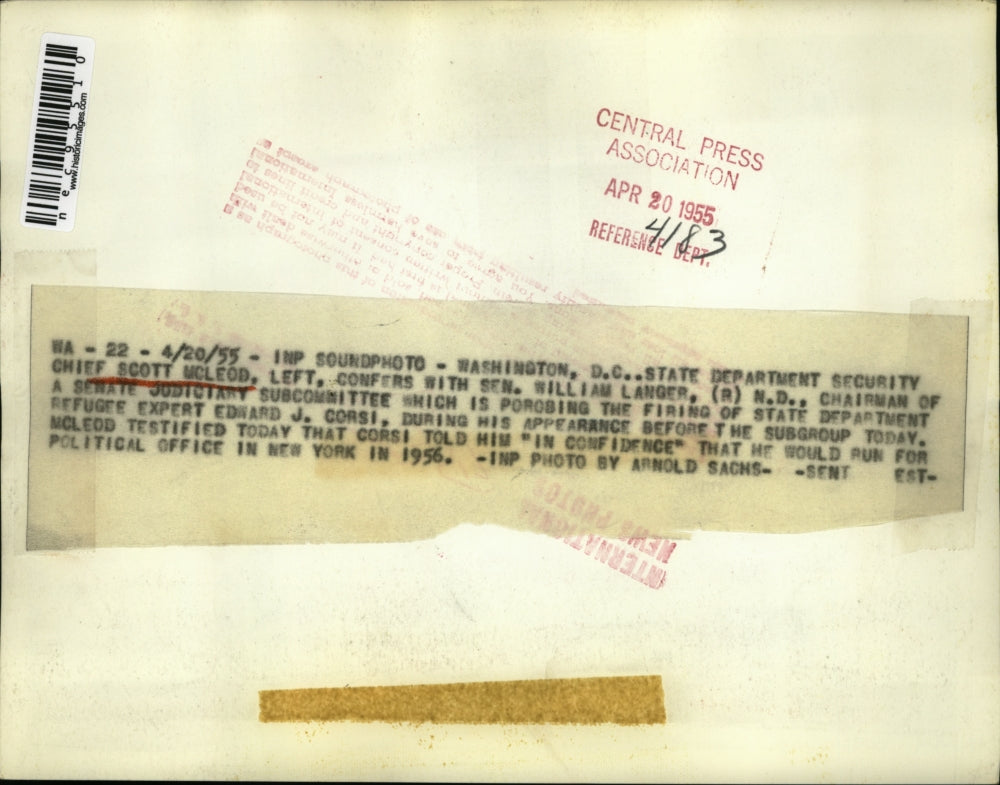 neC95510
www.historicimages.com
CENTRAL PRESS
ASSOCIATION
APR 20 1955
4183
REFERENCE DEPT.
WA - 22 - 4/20/55 - INP SOUNDPHOTO - WASHINGTON, D.C..STATE DEPARTMENT SECURITY
CHIEF SCOTT MCLEOD, LEFT, CONFERS WITH SEN. WILLIAM LANGER, (R) N.D., CHAIRMAN OF
A SENATE JUDICIARY SUBCOMMITTEE WHICH IS POROBING THE FIRING OF STATE DEPARTMENT
REFUGEE EXPERT EDWARD J. CORSI, DURING HIS APPEARANCE BEFORE THE SUBGROUP TODAY.
MCLEOD TESTIFIED TODAY THAT CORSI TOLD HIM "IN CONFIDENCE" THAT HE WOULD RUN FOR
POLITICAL OFFICE IN NEW YORK IN 1956. -INP PHOTO BY ARNOLD SACHS- -SENT EST-
INTERNATIONAL
NEWS PHOTOS